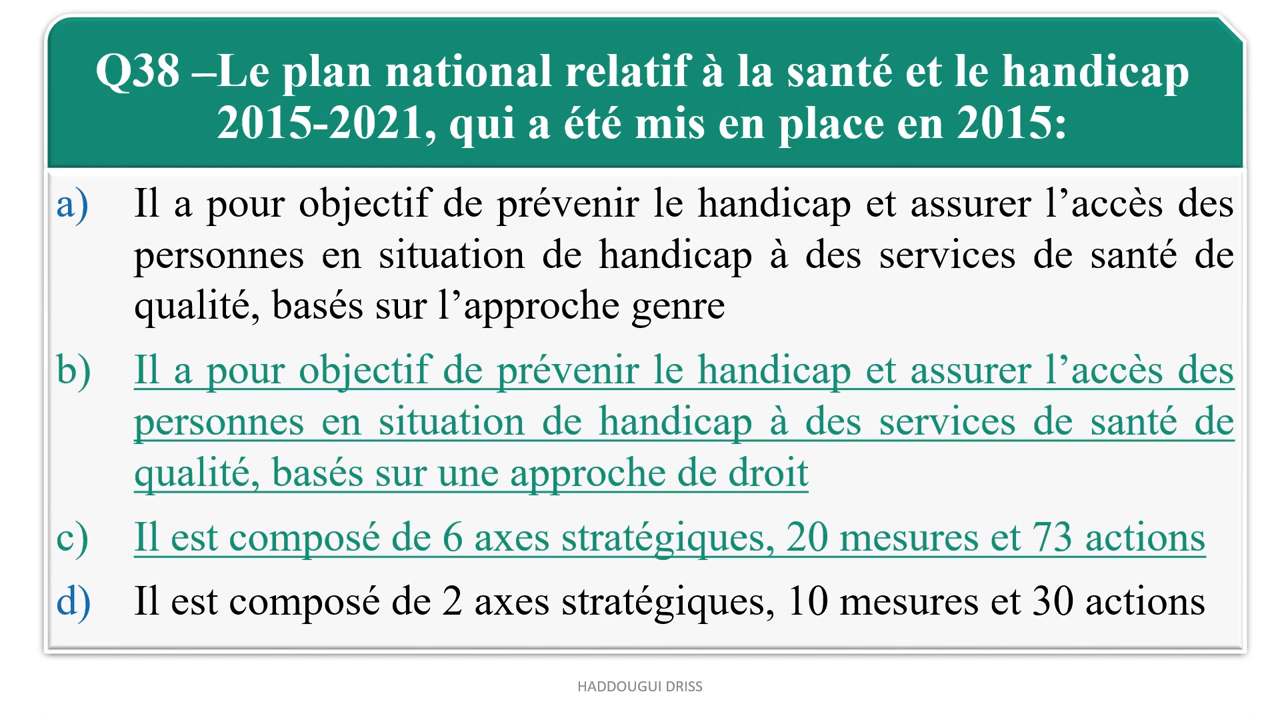 Q38 –Le plan national relatif à la santé et le handicap
2015-2021, qui a été mis en place en 2015:
a) Il a pour objectif de prévenir le handicap et assurer l’accès des
personnes en situation de handicap à des services de santé de
qualité, basés sur l’approche genre
b) Il a pour objectif de prévenir le handicap et assurer l’accès des
personnes en situation de handicap à des services de santé de
qualité, basés sur une approche de droit
c) Il est composé de 6 axes stratégiques, 20 mesures et 73 actions
d) Il est composé de 2 axes stratégiques, 10 mesures et 30 actions
HADDOUGUI DRISS